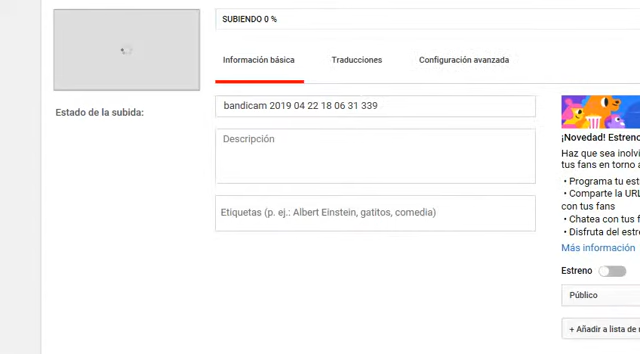 SUBIENDO 0 %
Información básica
Traducciones
Configuración avanzada
Estado de la subida:
bandicam 2019 04 22 18 06 31 339
Descripción
Etiquetas (p. ej.: Albert Einstein, gatitos, comedia)
¡Novedad! Estreno
Haz que sea inolvi
tus fans en torno a
• Programa tu est
• Comparte la URL
con tus fans
• Chatea con tus f
• Disfruta del estre
Más información
Estreno
Público
+ Añadir a lista de r